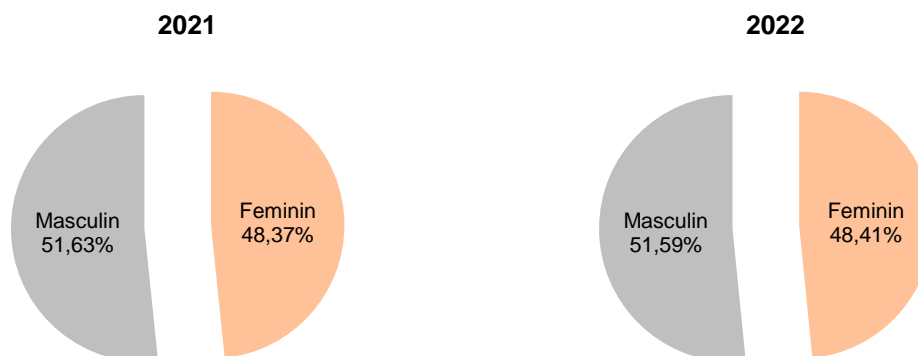 2021
Masculin
51,63%
Feminin
48,37%
2022
Masculin
51,59%
Feminin
48,41%